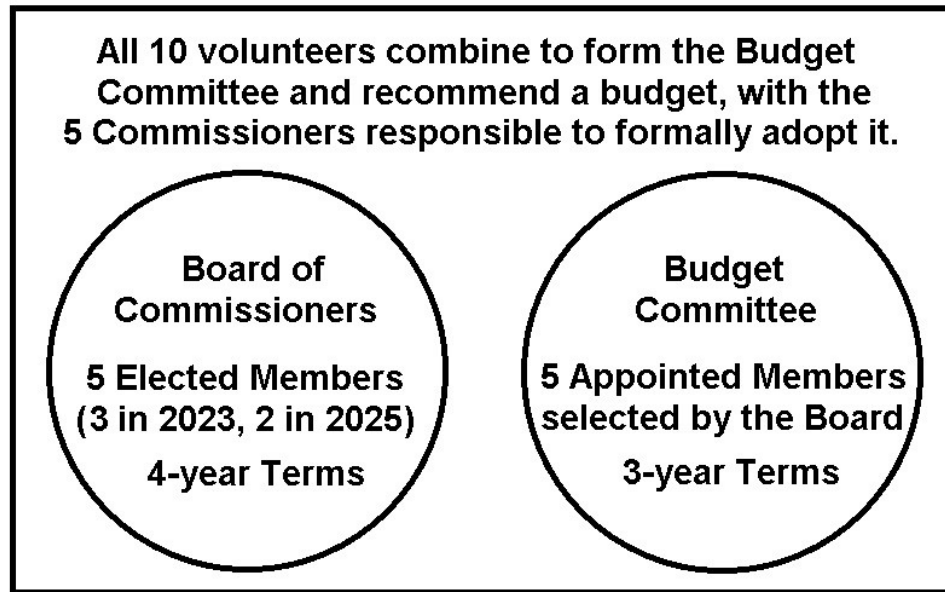 All 10 volunteers combine to form the Budget
Committee and recommend a budget, with the
5 Commissioners responsible to formally adopt it.
Board of
Commissioners
5 Elected Members
(3 in 2023, 2 in 2025)
4-year Terms
Budget
Committee
5 Appointed Members
selected by the Board
3-year Terms